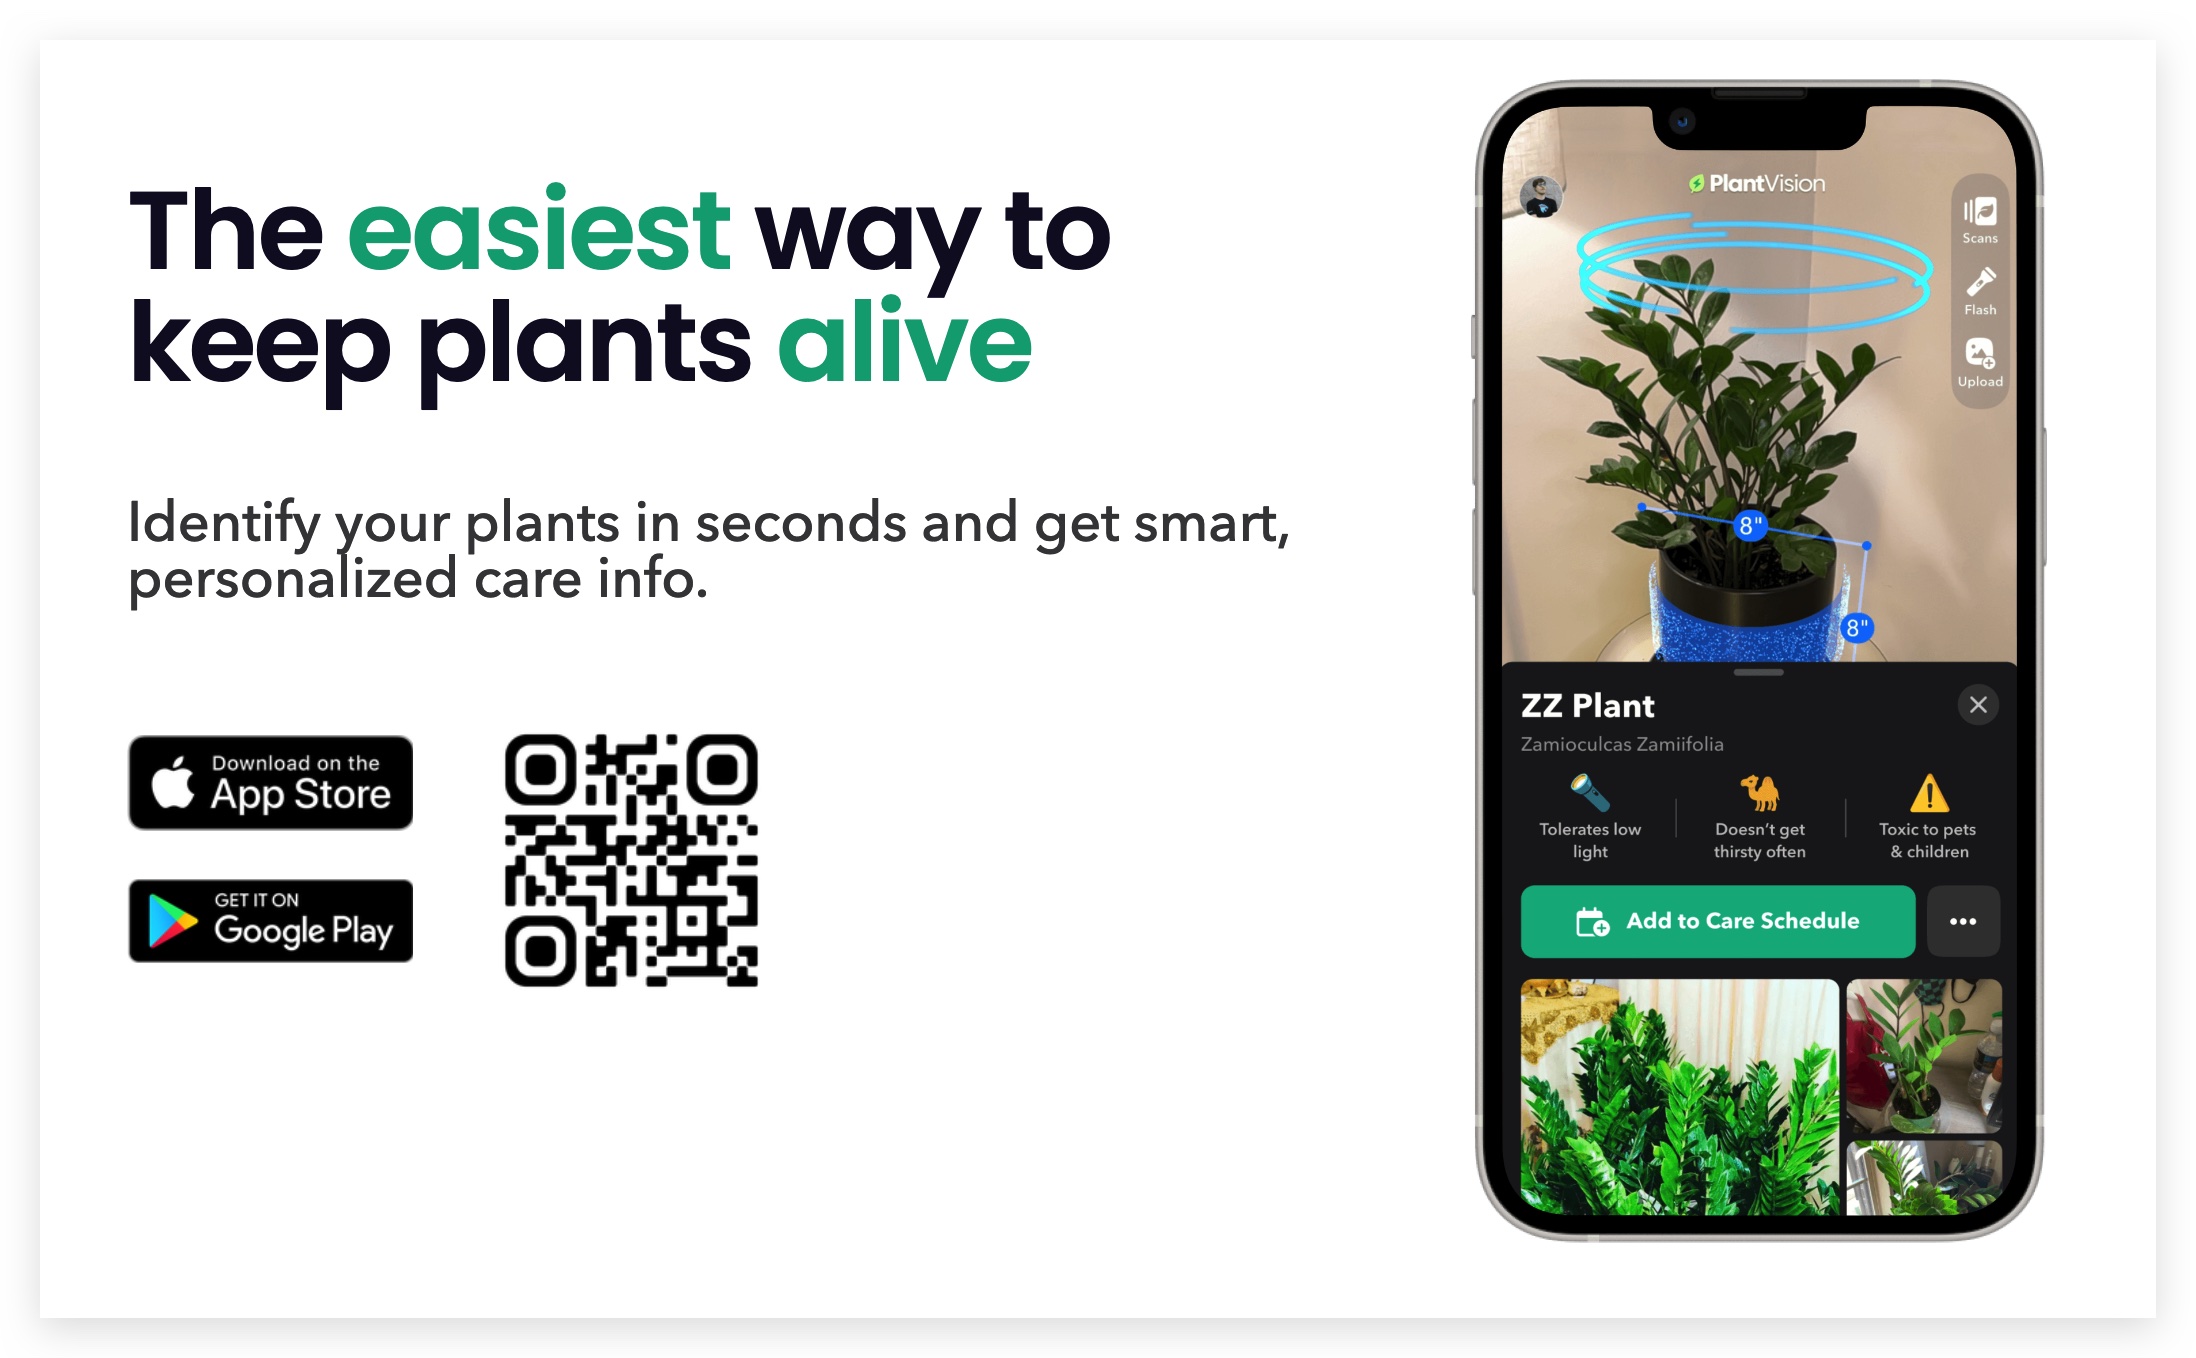 The easiest way to
keep plants alive
Identify your plants in seconds and get smart,
personalized care info.
Download on the
App Store
GET IT ON
Google Play
PlantVision
Scans
Flash
Upload
8"
8"
ZZ Plant
Zamioculcas Zamiifolia
Tolerates low
light
Doesn't get
thirsty often
Toxic to pets
& children
Add to Care Schedule